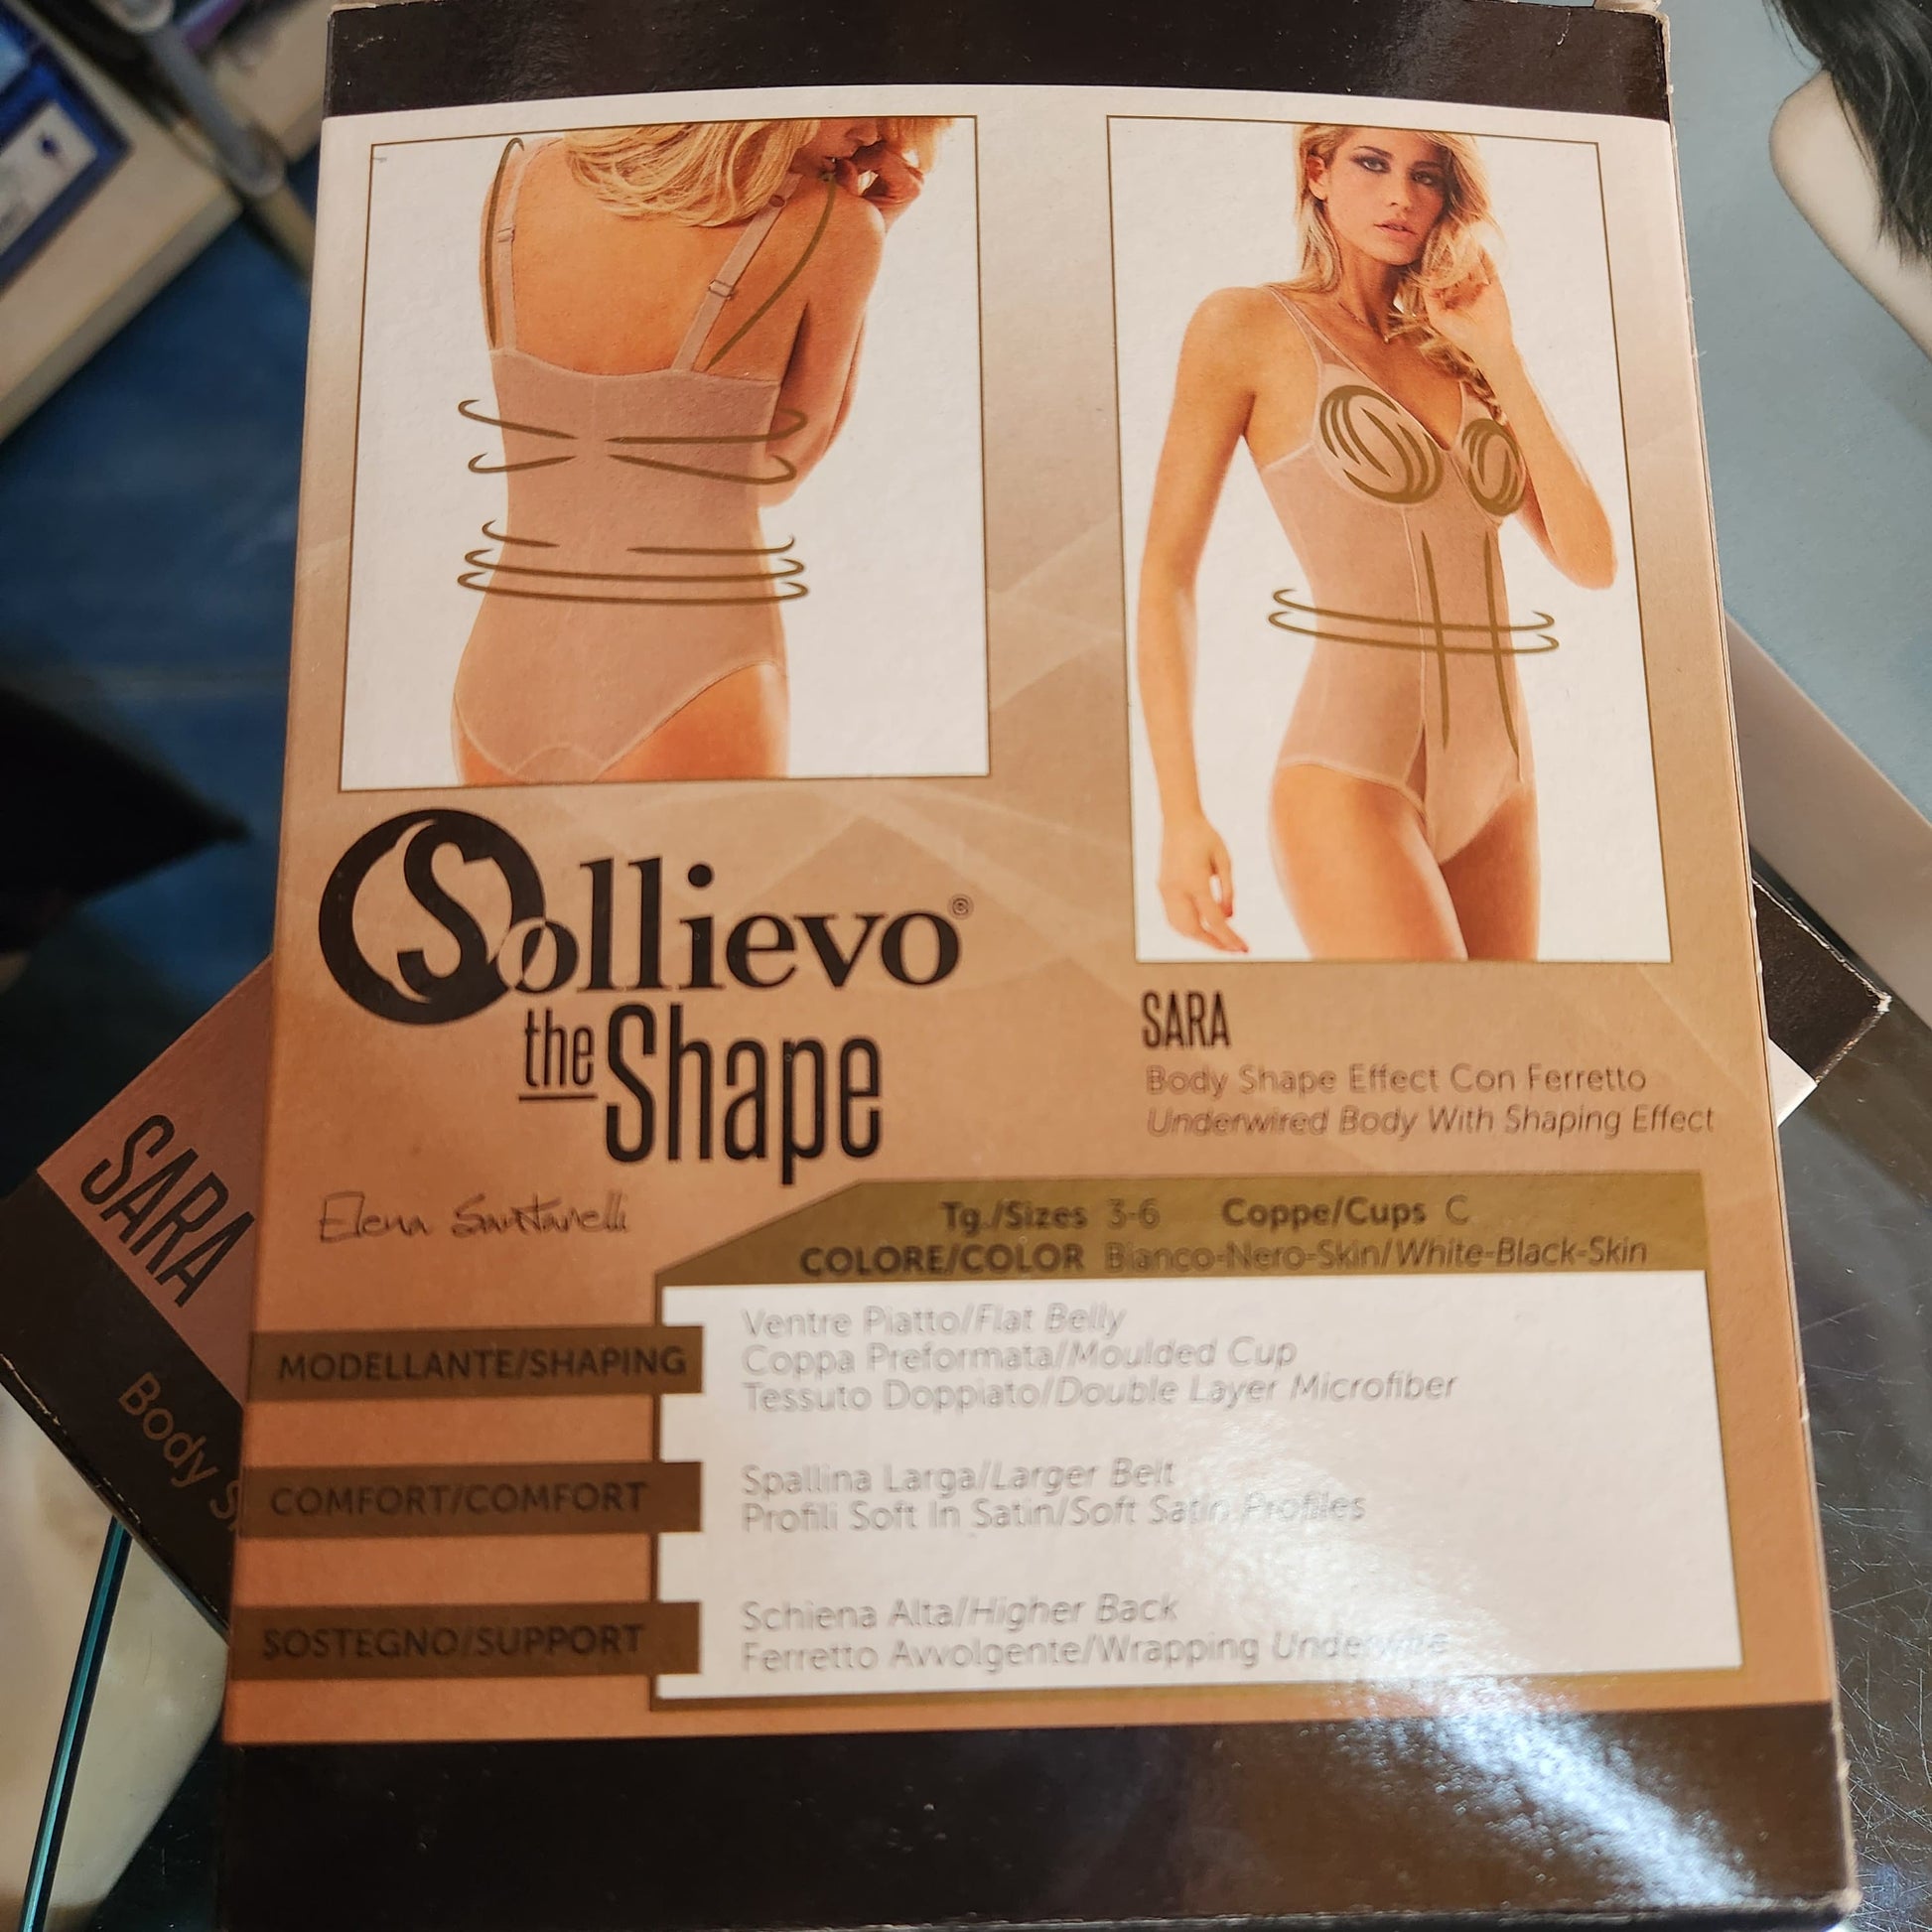 Sollievo®
the Shape
Elena Santarelli
SARA
Body Shape Effect Con Ferretto
Underwired Body With Shaping Effect
Tg./Sizes 3-6 Coppe/Cups C
COLORE/COLOR Bianco-Nero-Skin/White-Black-Skin
MODELLANTE/SHAPING
Ventre Piatto/Flat Belly
Coppa Preformata/Moulded Cup
Tessuto Doppiato/Double Layer Microfiber
COMFORT/COMFORT
Spallina Larga/Larger Belt
Profili Soft In Satin/Soft Satin Profiles
SOSTEGNO/SUPPORT
Schiena Alta/Higher Back
Ferretto Avvolgente/Wrapping Underwire
SARA
Body